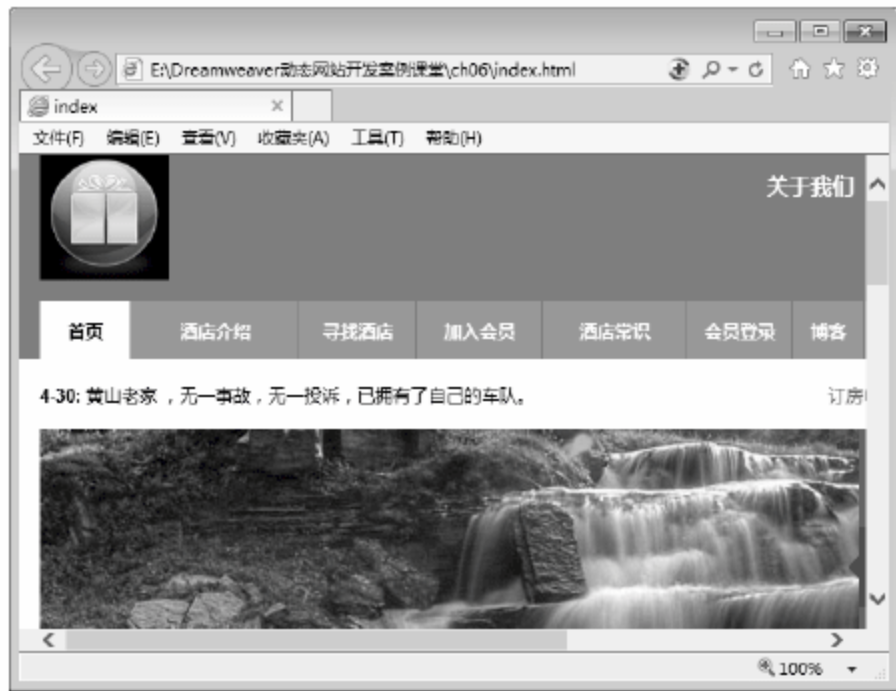 E:\Dreamweaver动态网站开发案例课堂\ch06\index.html
index
文件(F) 编辑(E) 查看(V) 收藏夹(A) 工具(T) 帮助(H)
关于我们
首页 酒店介绍 寻找酒店 加入会员 酒店常识 会员登录 博客
4-30: 黄山老家 ，无一事故，无一投诉，已拥有了自己的车队。
订房
100%